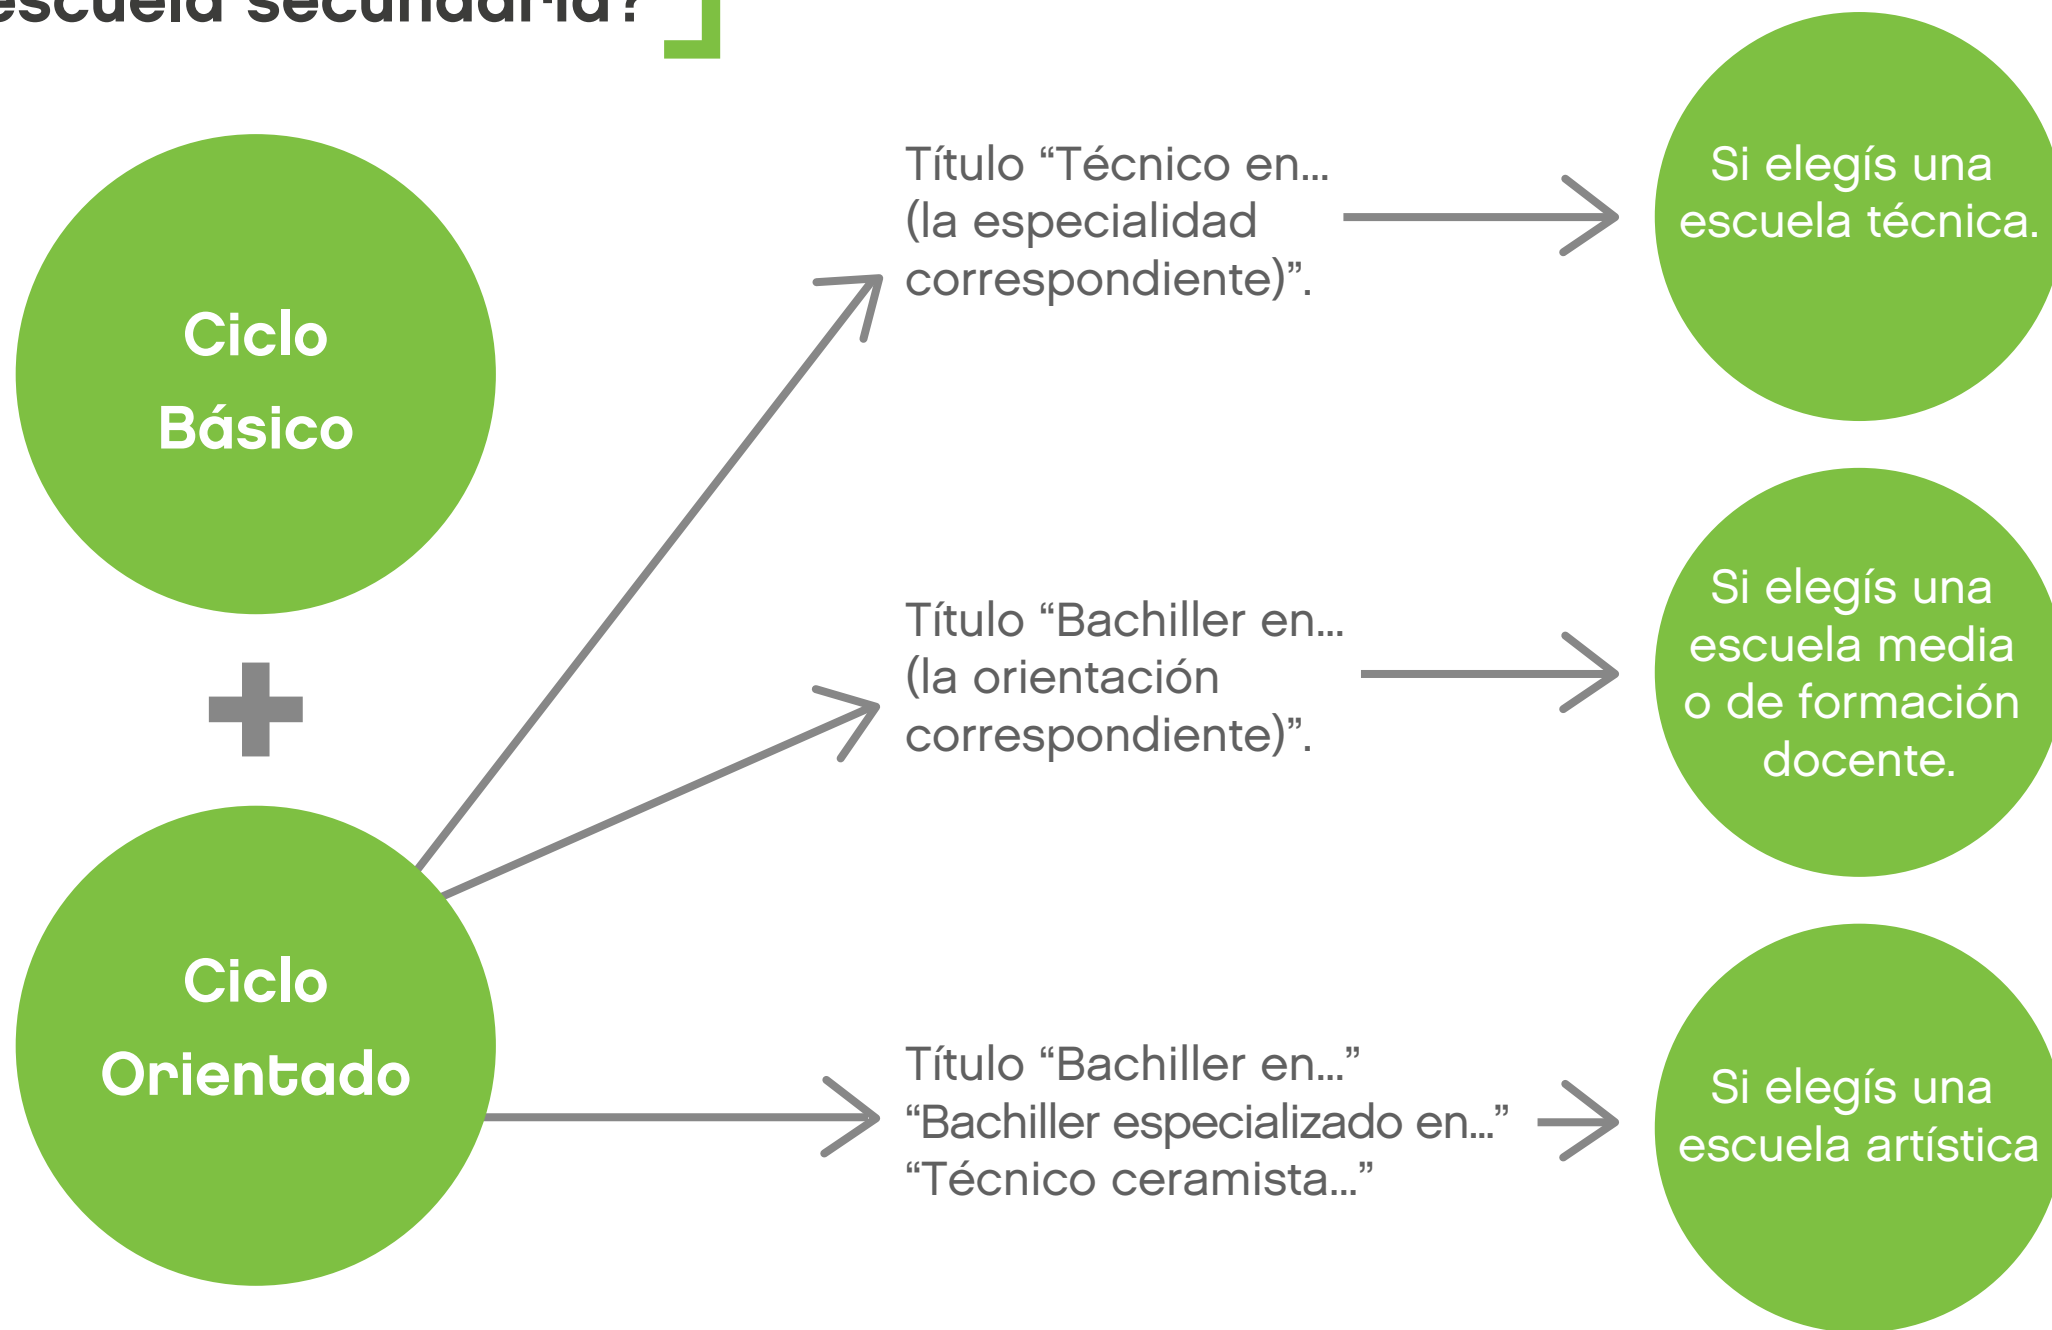 escuela secundaria?
Ciclo
Básico
Ciclo
Orientado
Título “Técnico en...
(la especialidad
correspondiente)”.
Si elegís una
escuela técnica.
Título “Bachiller en...
(la orientación
correspondiente)”.
Si elegís una
escuela media
o de formación
docente.
Título “Bachiller en...”
“Bachiller especializado en...”
“Técnico ceramista...”
Si elegís una
escuela artística